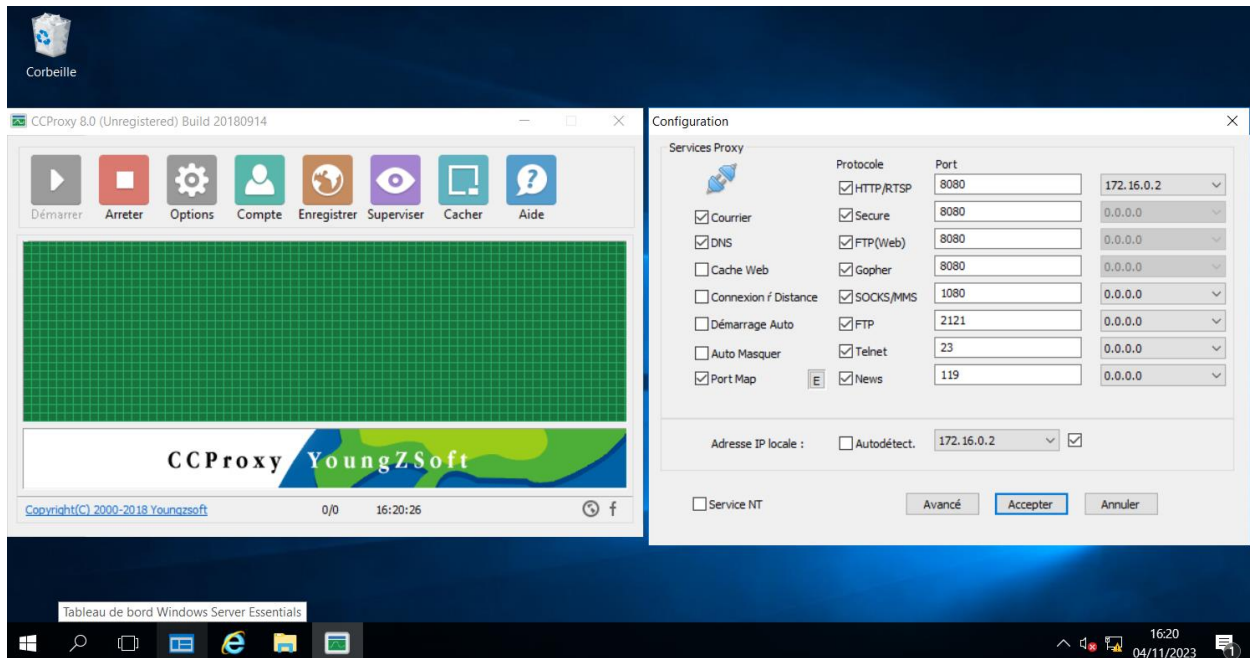 Corbeille
CCProxy 8.0 (Unregistered) Build 20180914
Démarrer Arreter Options Compte Enregistrer Superviser Cacher Aide
CCProxy YoungZSoft
Copyright(C) 2000-2018 Youngzsoft 0/0 16:20:26 f
Configuration
Services Proxy
Protocole Port
HTTP/RTSP 8080 172.16.0.2
Courrier Secure 8080 0.0.0.0
DNS FTP(Web) 8080 0.0.0.0
Cache Web Gopher 8080 0.0.0.0
Connexion ŕ Distance SOCKS/MMS 1080 0.0.0.0
Démarrage Auto FTP 2121 0.0.0.0
Auto Masquer Telnet 23 0.0.0.0
Port Map E News 119 0.0.0.0
Adresse IP locale : Autodétect. 172.16.0.2
Service NT Avancé Accepter Annuler
Tableau de bord Windows Server Essentials
16:20
04/11/2023 1